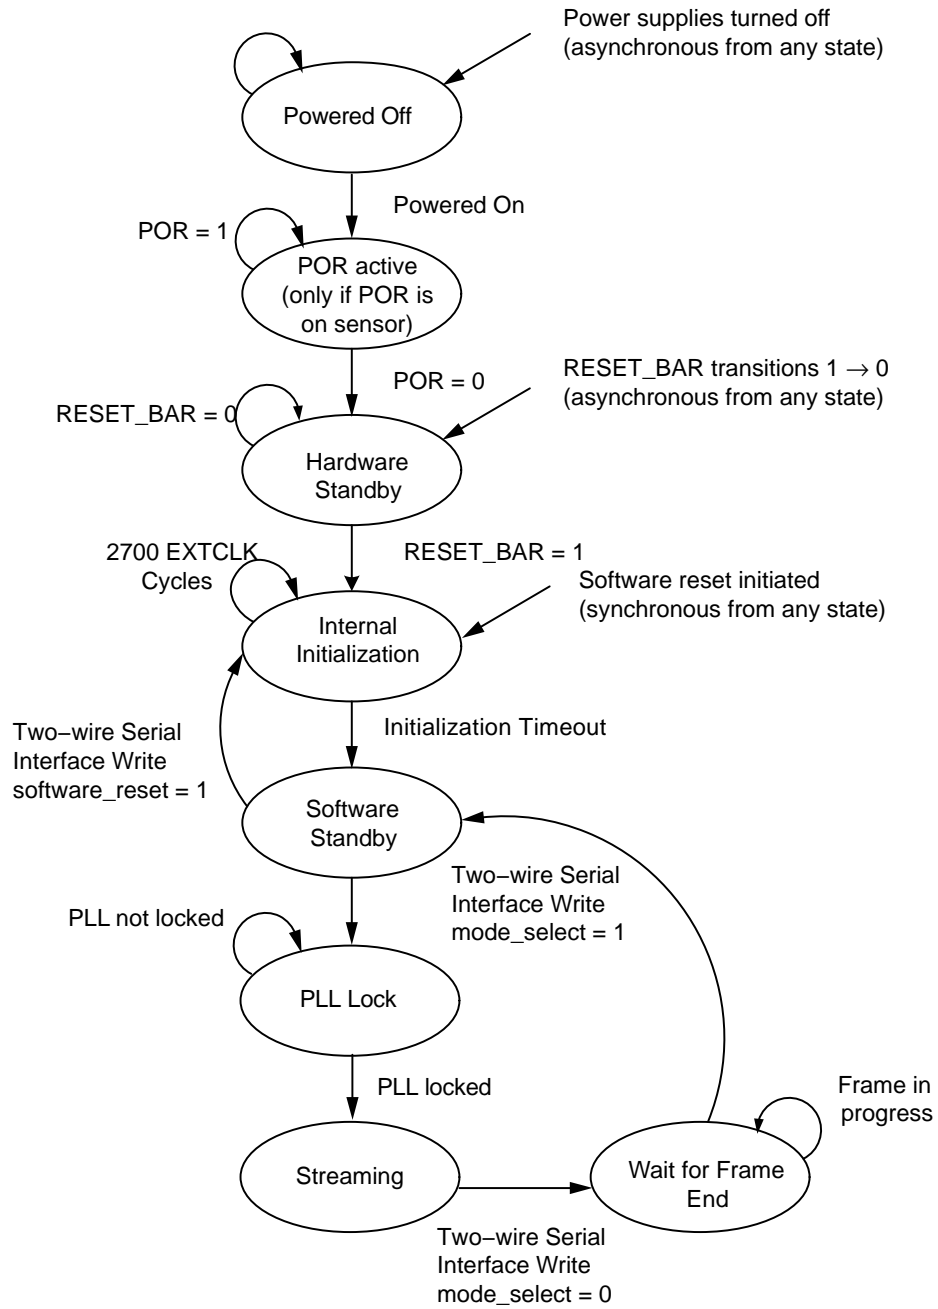 Power supplies turned off
(asynchronous from any state)
Powered Off
Powered On
POR = 1
POR active
(only if POR is
on sensor)
POR = 0
RESET_BAR transitions 1 → 0
(asynchronous from any state)
RESET_BAR = 0
Hardware
Standby
2700 EXTCLK
Cycles
RESET_BAR = 1
Software reset initiated
(synchronous from any state)
Internal
Initialization
Two−wire Serial
Interface Write
software_reset = 1
Initialization Timeout
Software
Standby
Two−wire Serial
Interface Write
mode_select = 1
PLL not locked
PLL Lock
PLL locked
Frame in
progress
Streaming
Wait for Frame
End
Two−wire Serial
Interface Write
mode_select = 0